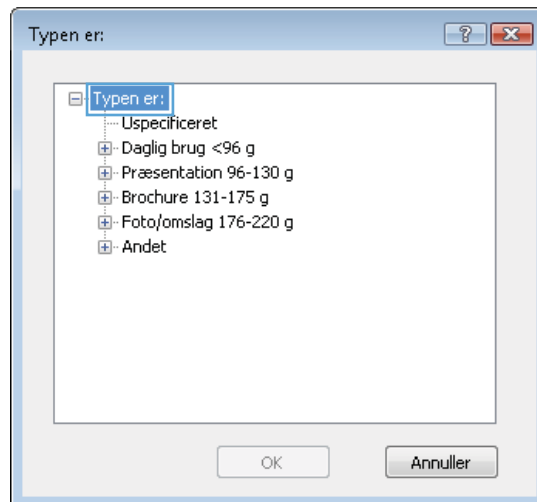 Typen er:
Typen er:
Uspecificeret
Daglig brug <96 g
Præsentation 96-130 g
Brochure 131-175 g
Foto/omslag 176-220 g
Andet
OK
Annuller